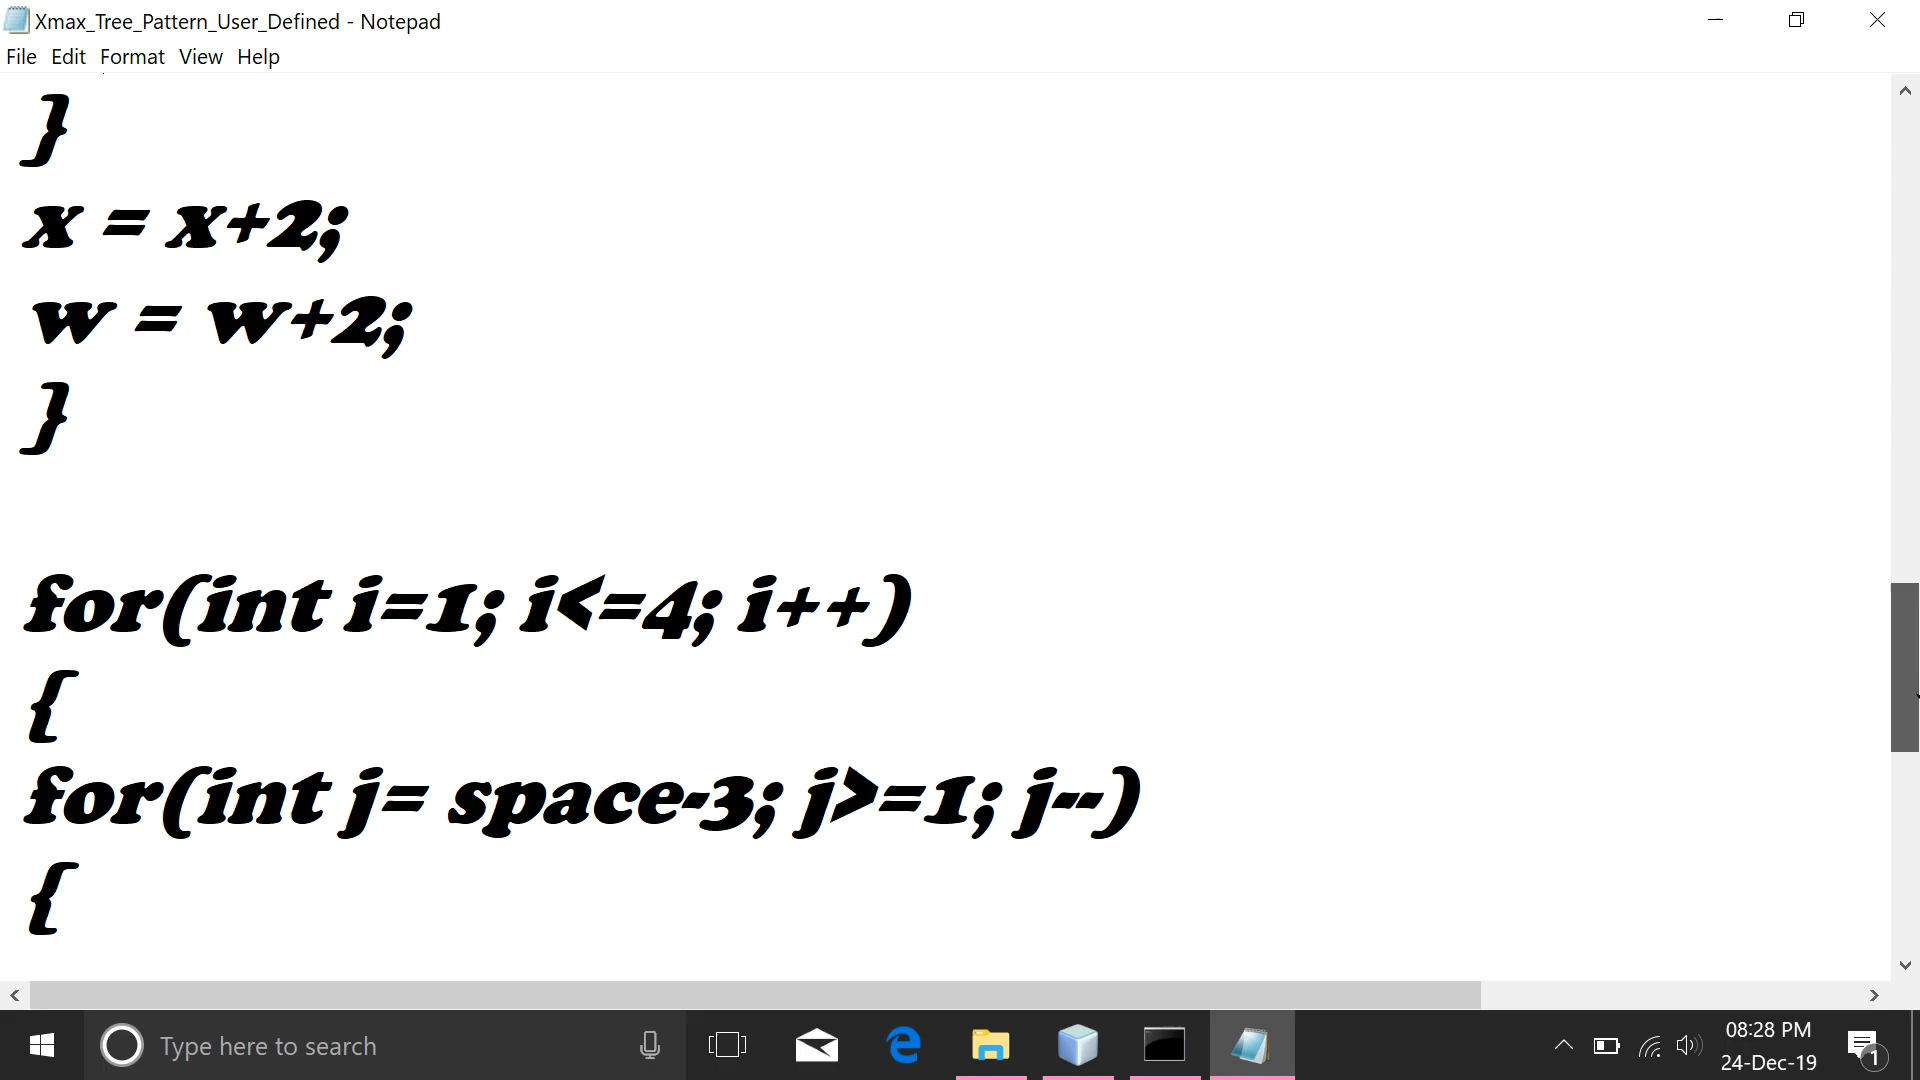 Xmax_Tree_Pattern_User_Defined - Notepad
File Edit Format View Help
}
x = x+2;
w = w+2;
}
for(int i=1; i<=4; i++)
{
for(int j= space-3; j>=1; j--)
{
Type here to search
08:28 PM
24-Dec-19
1